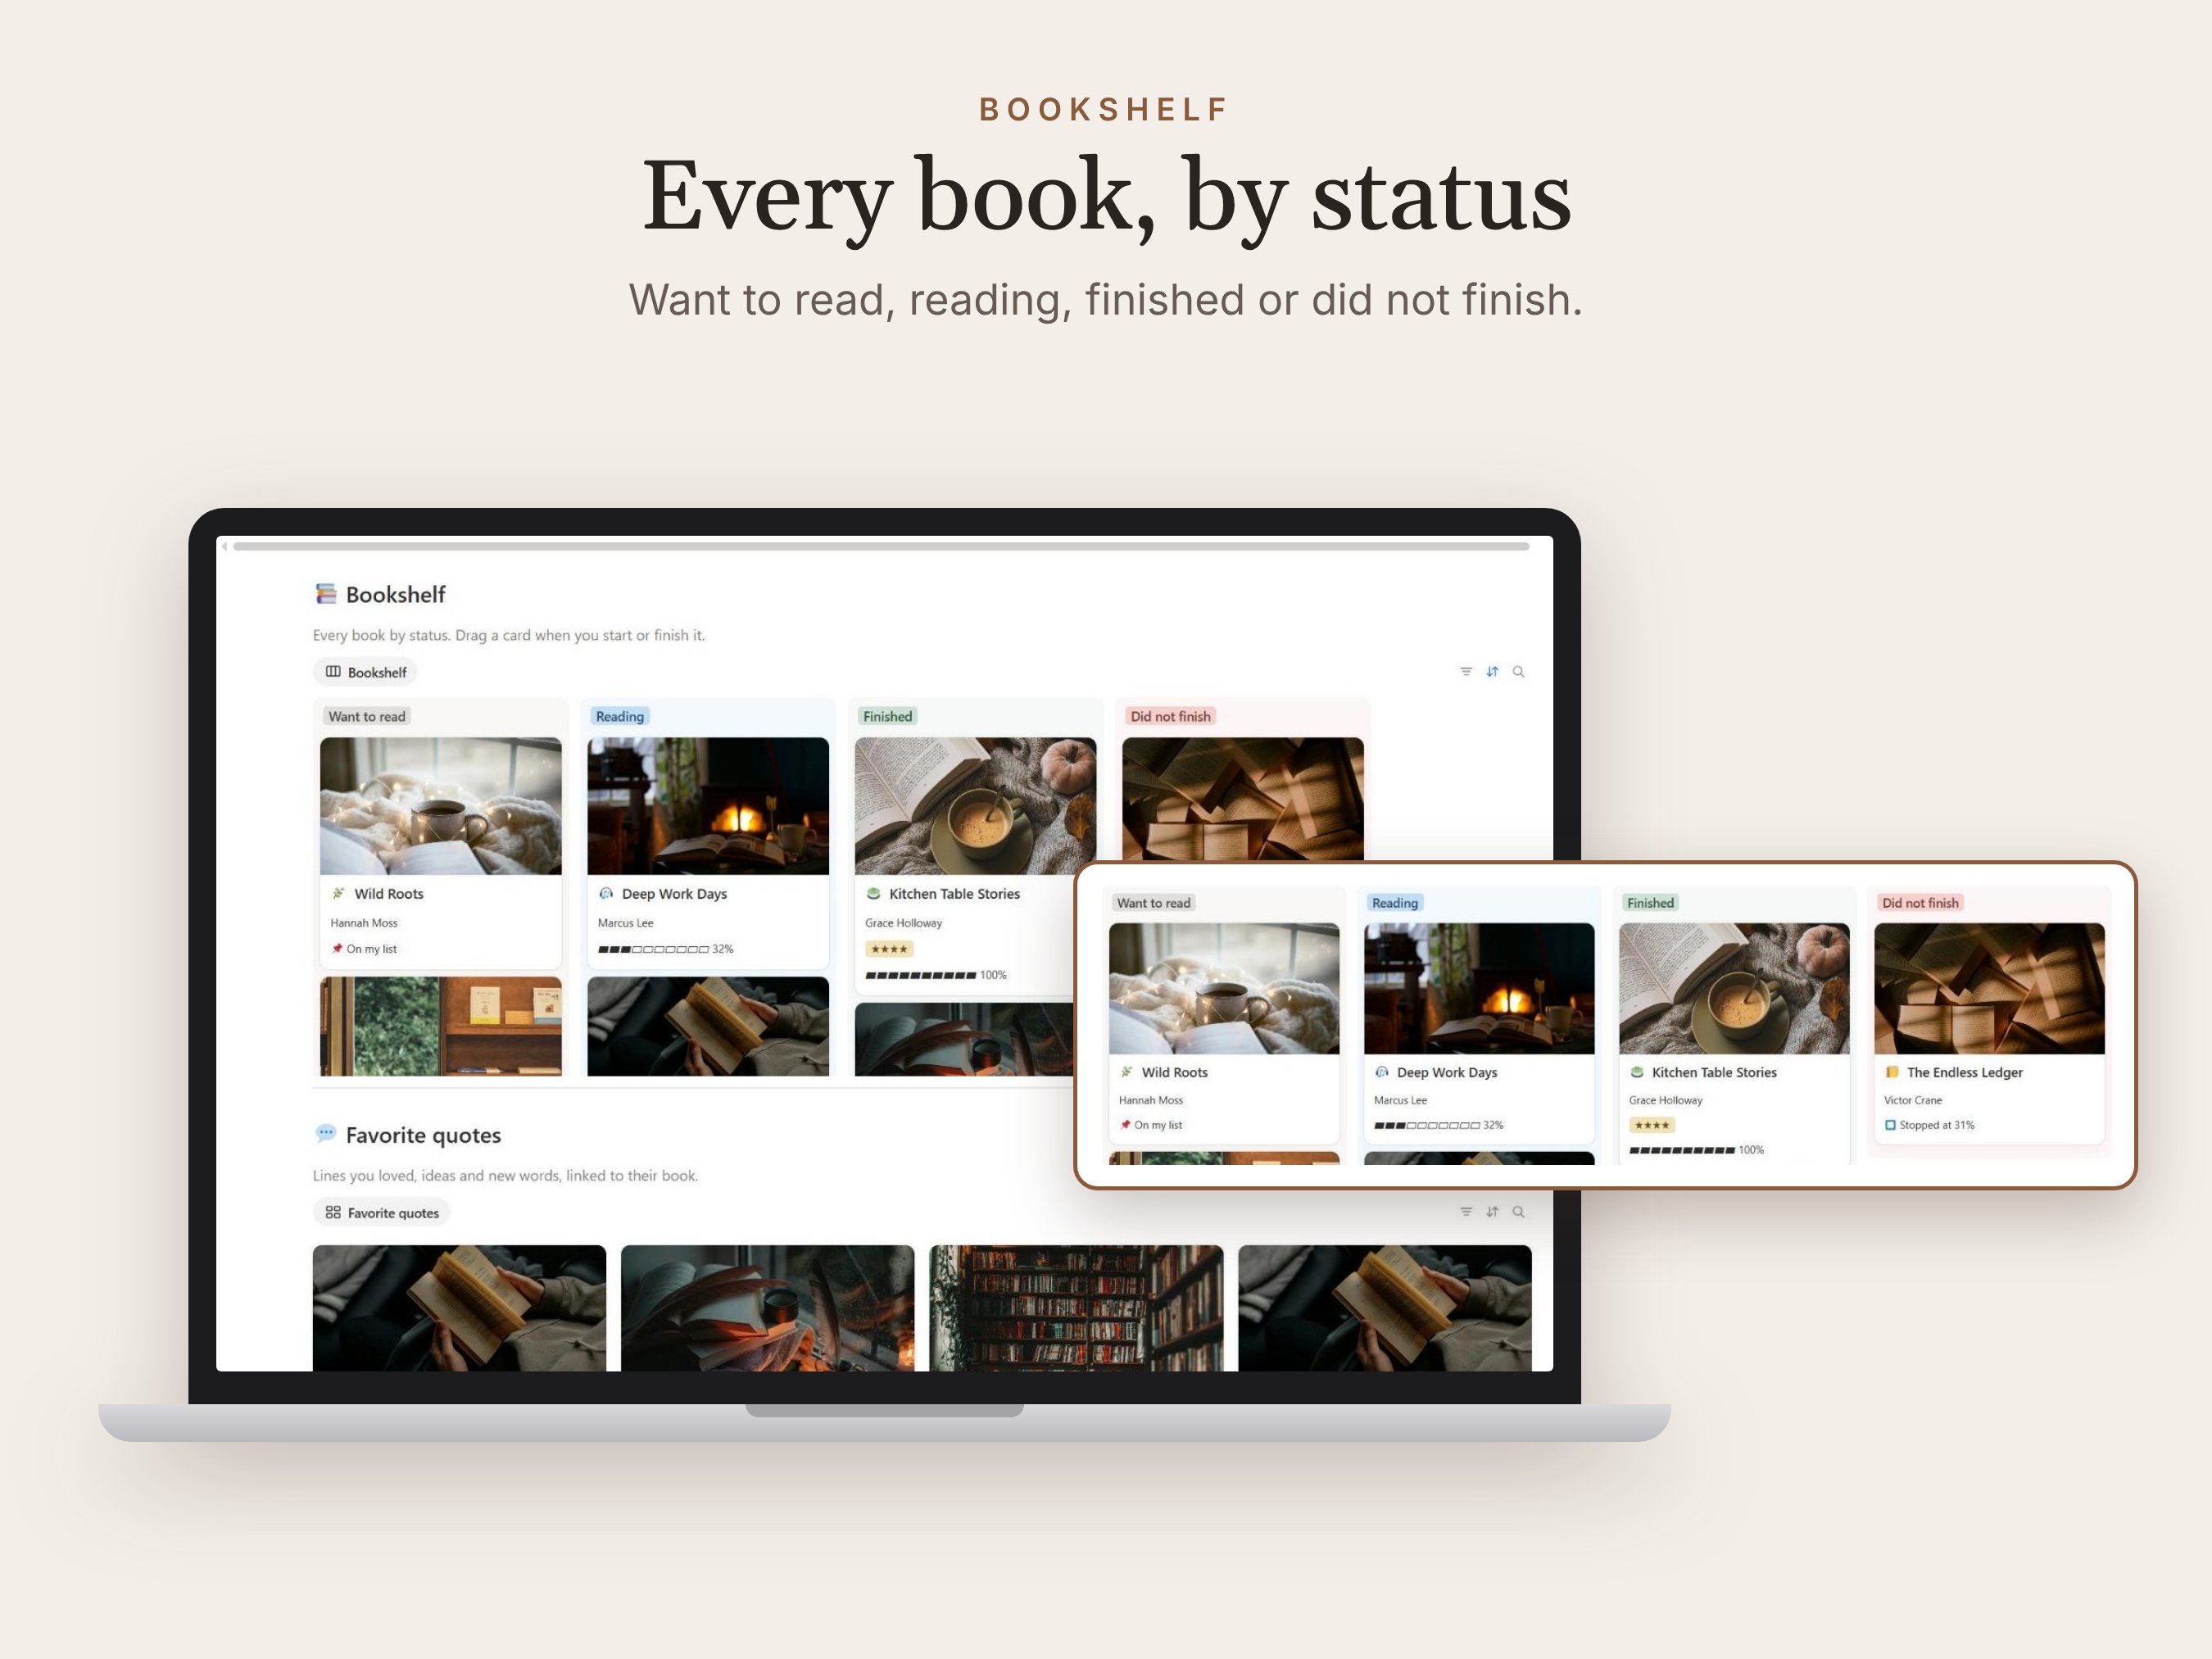 BOOKSHELF
Every book, by status
Want to read, reading, finished or did not finish.
Bookshelf
Every book by status. Drag a card when you start or finish it.
Bookshelf
Want to read
Reading
Finished
Did not finish
Wild Roots
Hannah Moss
On my list
Deep Work Days
Marcus Lee
32%
Kitchen Table Stories
Grace Holloway
★★★★
100%
Want to read
Reading
Finished
Did not finish
Wild Roots
Hannah Moss
On my list
Deep Work Days
Marcus Lee
32%
Kitchen Table Stories
Grace Holloway
★★★★
100%
The Endless Ledger
Victor Crane
Stopped at 31%
Favorite quotes
Lines you loved, ideas and new words, linked to their book.
Favorite quotes